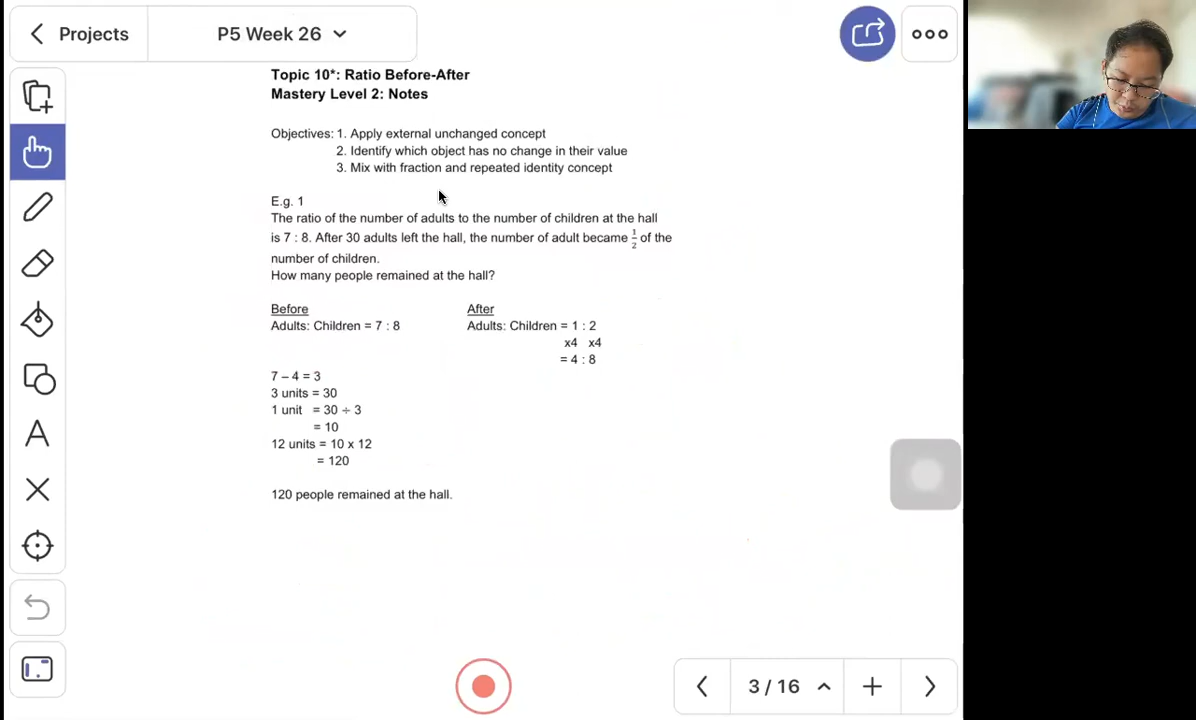 Projects
P5 Week 26
Topic 10*: Ratio Before-After
Mastery Level 2: Notes
Objectives: 1. Apply external unchanged concept
2. Identify which object has no change in their value
3. Mix with fraction and repeated identity concept
E.g. 1
The ratio of the number of adults to the number of children at the hall
is 7 : 8. After 30 adults left the hall, the number of adult became 1/2 of the
number of children.
How many people remained at the hall?
Before
Adults: Children = 7 : 8
After
Adults: Children = 1 : 2
x4 x4
= 4 : 8
7 – 4 = 3
3 units = 30
1 unit = 30 ÷ 3
= 10
12 units = 10 x 12
= 120
120 people remained at the hall.
3 / 16